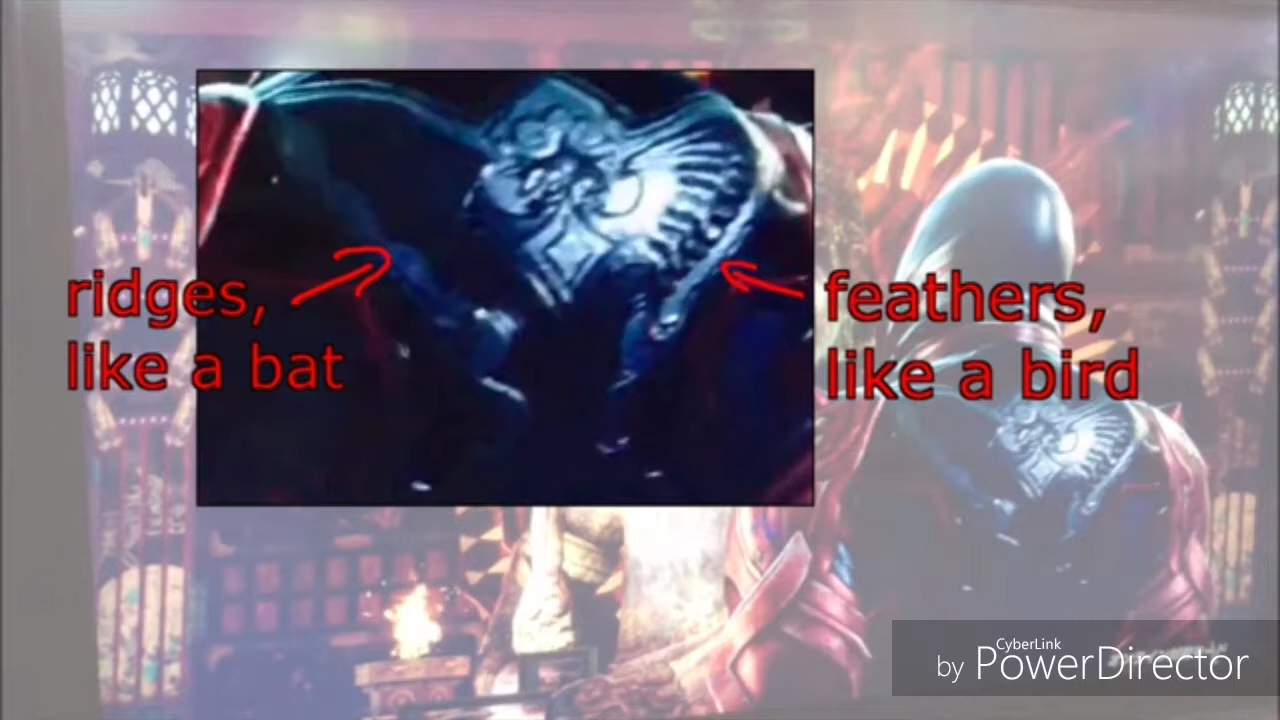 ridges,
like a bat
feathers,
like a bird
CyberLink
by PowerDirector